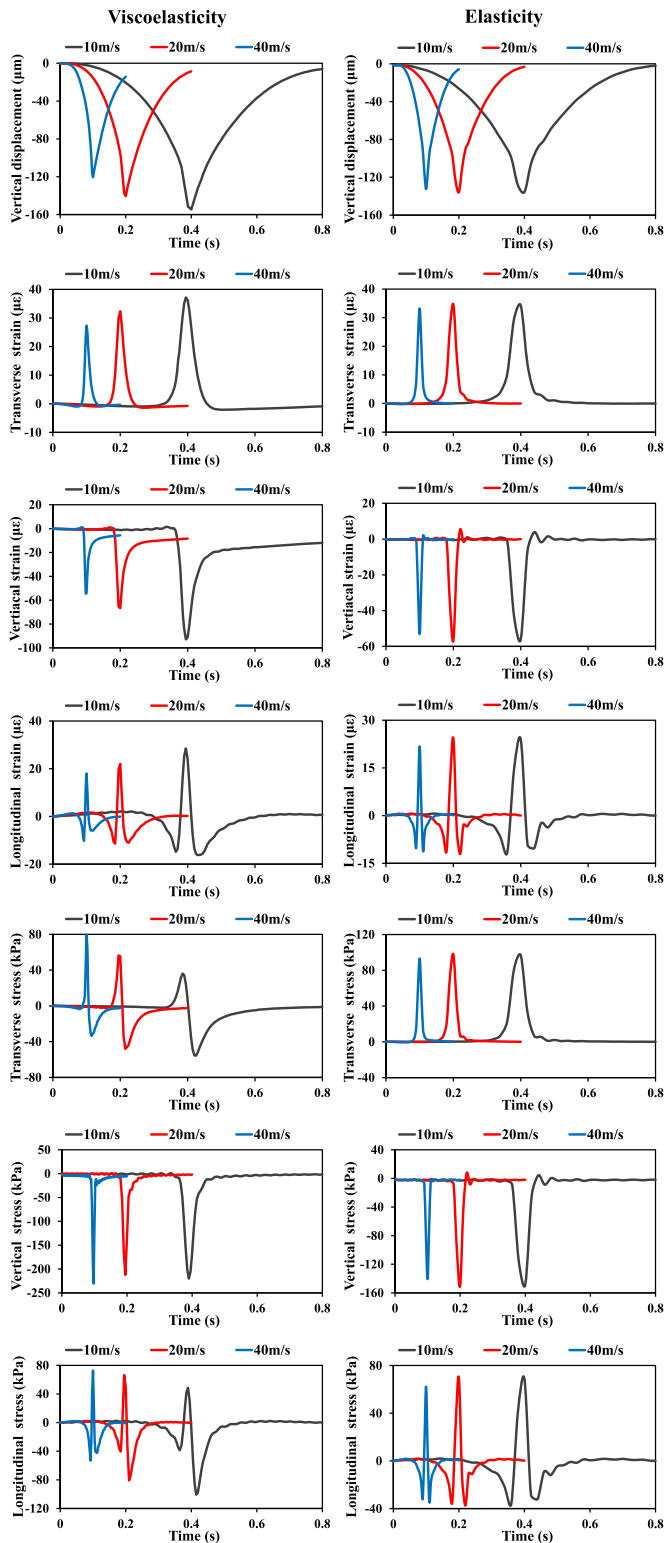 Viscoelasticity Elasticity
10m/s 20m/s 40m/s
0
-40
-80
-120
-160
Vertical displacement (μm)
0 0.2 0.4 0.6 0.8
Time (s)
10m/s 20m/s 40m/s
0
-40
-80
-120
-160
Vertical displacement (μm)
0 0.2 0.4 0.6 0.8
Time (s)
10m/s 20m/s 40m/s
40
30
20
10
0
-10
Transverse strain (με)
0 0.2 0.4 0.6 0.8
Time (s)
10m/s 20m/s 40m/s
40
30
20
10
0
-10
Transverse strain (με)
0 0.2 0.4 0.6 0.8
Time (s)
10m/s 20m/s 40m/s
20
0
-20
-40
-60
-80
-100
Vertiacal strain (με)
0 0.2 0.4 0.6 0.8
Time (s)
10m/s 20m/s 40m/s
20
0
-20
-40
-60
Vertiacal strain (με)
0 0.2 0.4 0.6 0.8
Time (s)
10m/s 20m/s 40m/s
40
20
0
-20
Longitudinal strain (με)
0 0.2 0.4 0.6 0.8
Time (s)
10m/s 20m/s 40m/s
30
15
0
-15
Longitudinal strain (με)
0 0.2 0.4 0.6 0.8
Time (s)
10m/s 20m/s 40m/s
80
40
0
-40
-80
Transverse stress (kPa)
0 0.2 0.4 0.6 0.8
Time (s)
10m/s 20m/s 40m/s
120
80
40
0
-40
Transverse stress (kPa)
0 0.2 0.4 0.6 0.8
Time (s)
10m/s 20m/s 40m/s
50
0
-50
-100
-150
-200
-250
Vertical stress (kPa)
0 0.2 0.4 0.6 0.8
Time (s)
10m/s 20m/s 40m/s
40
0
-40
-80
-120
-160
Vertical stress (kPa)
0 0.2 0.4 0.6 0.8
Time (s)
10m/s 20m/s 40m/s
80
40
0
-40
-80
-120
Longitudinal stress (kPa)
0 0.2 0.4 0.6 0.8
Time (s)
10m/s 20m/s 40m/s
80
40
0
-40
Longitudinal stress (kPa)
0 0.2 0.4 0.6 0.8
Time (s)